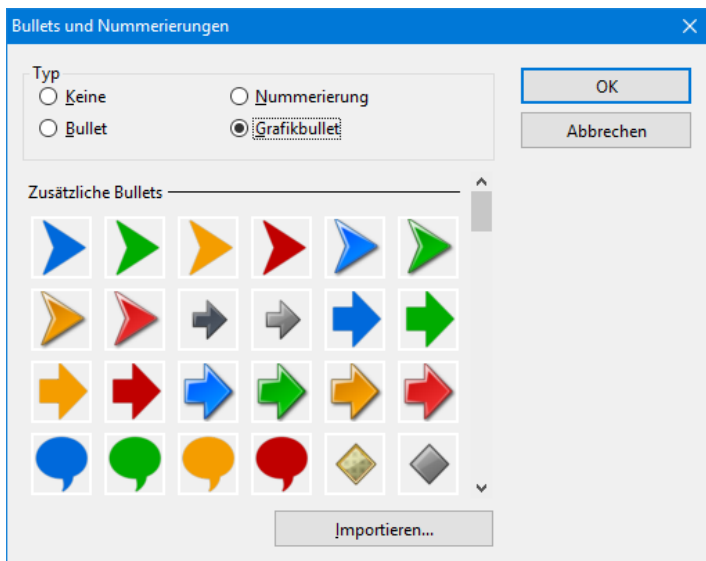 Bullets und Nummerierungen
Typ
Keine
Nummerierung
OK
Bullet
Grafikbullet
Abbrechen
Zusätzliche Bullets
Importieren...